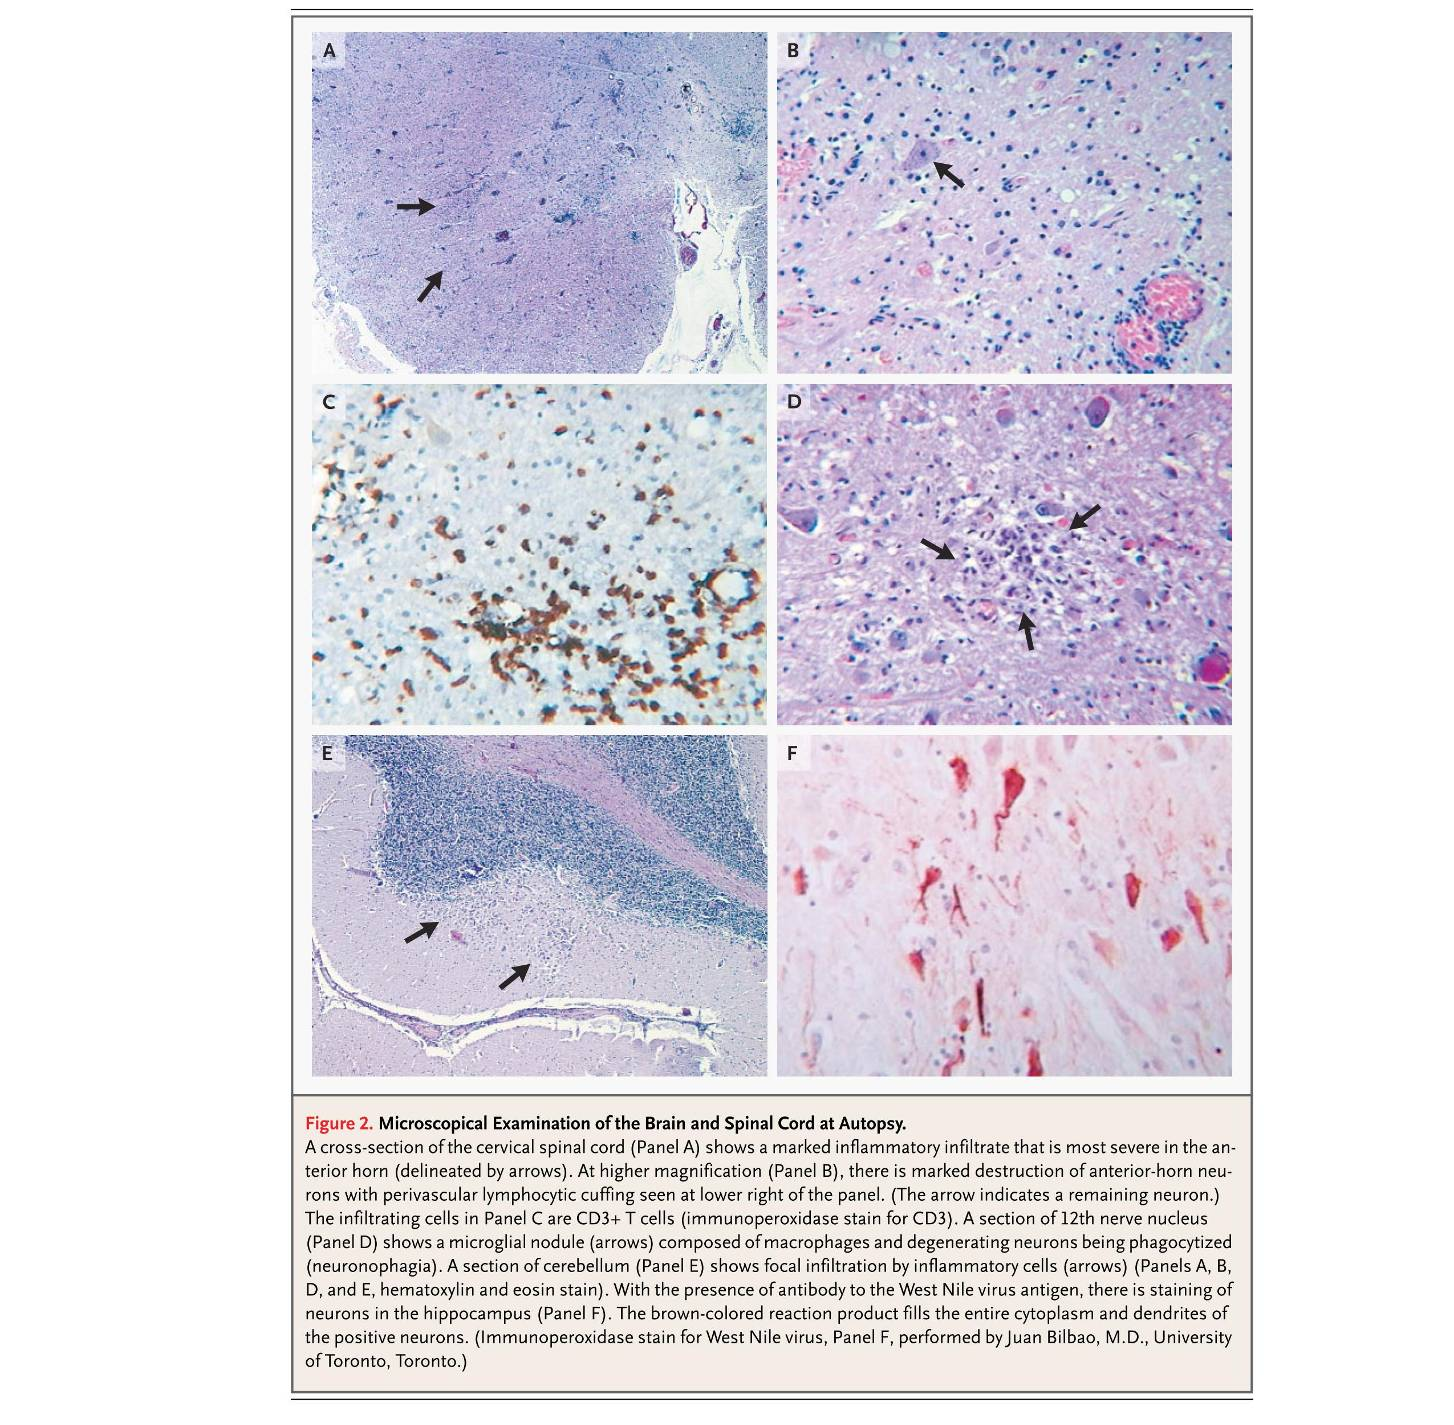 A
B
C
D
E
F
Figure 2. Microscopical Examination of the Brain and Spinal Cord at Autopsy.
A cross-section of the cervical spinal cord (Panel A) shows a marked inflammatory infiltrate that is most severe in the an-
terior horn (delineated by arrows). At higher magnification (Panel B), there is marked destruction of anterior-horn neu-
rons with perivascular lymphocytic cuffing seen at lower right of the panel. (The arrow indicates a remaining neuron.)
The infiltrating cells in Panel C are CD3+ T cells (immunoperoxidase stain for CD3). A section of 12th nerve nucleus
(Panel D) shows a microglial nodule (arrows) composed of macrophages and degenerating neurons being phagocytized
(neuronophagia). A section of cerebellum (Panel E) shows focal infiltration by inflammatory cells (arrows) (Panels A, B,
D, and E, hematoxylin and eosin stain). With the presence of antibody to the West Nile virus antigen, there is staining of
neurons in the hippocampus (Panel F). The brown-colored reaction product fills the entire cytoplasm and dendrites of
the positive neurons. (Immunoperoxidase stain for West Nile virus, Panel F, performed by Juan Bilbao, M.D., University
of Toronto, Toronto.)